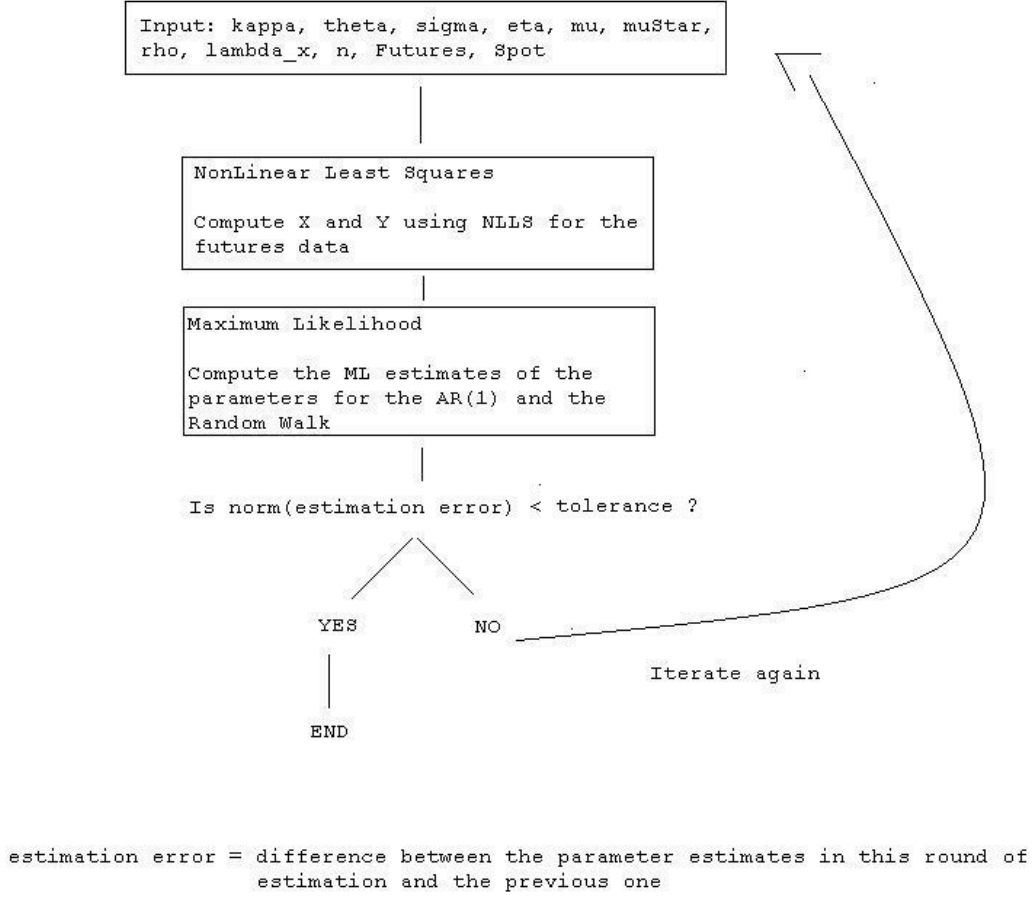 Input: kappa, theta, sigma, eta, mu, muStar,
rho, lambda_x, n, Futures, Spot
NonLinear Least Squares
Compute X and Y using NLLS for the
futures data
Maximum Likelihood
Compute the ML estimates of the
parameters for the AR(1) and the
Random Walk
Is norm(estimation error) < tolerance ?
YES
NO
Iterate again
END
estimation error = difference between the parameter estimates in this round of
estimation and the previous one